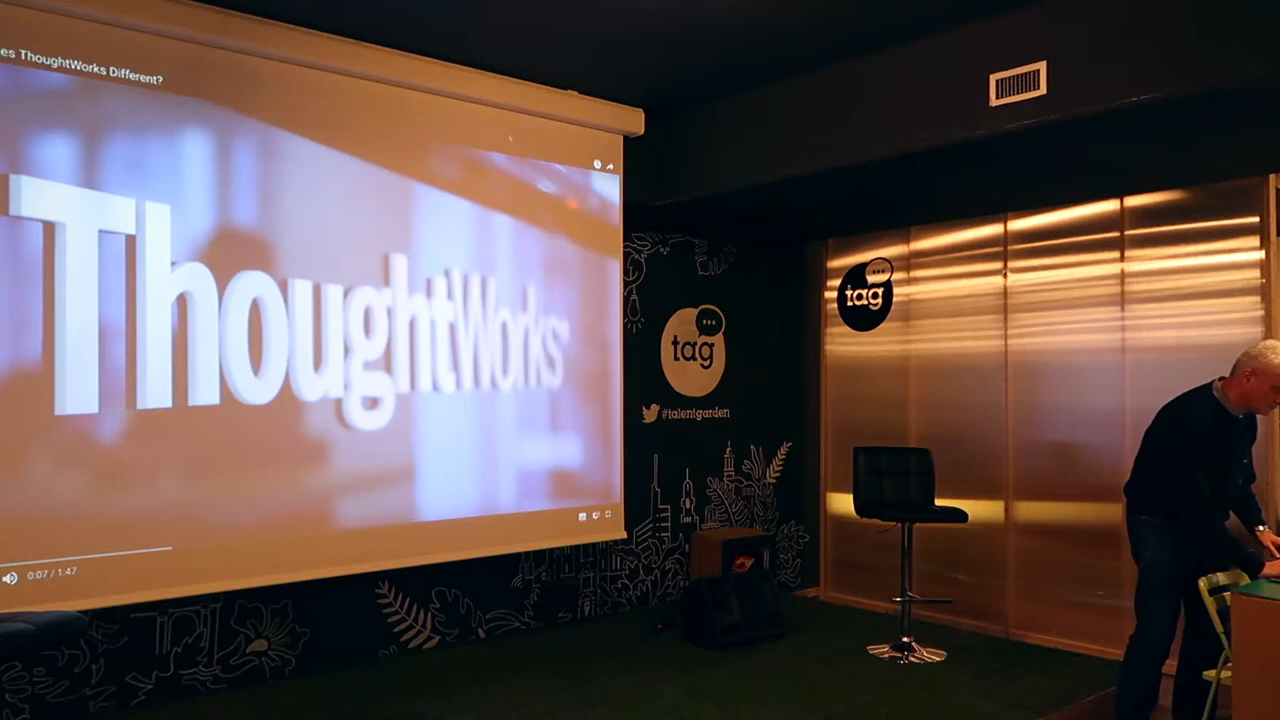 es ThoughtWorks Different?
ThoughtWorks®
0:07 / 1:47
tag
#talentgarden
tag